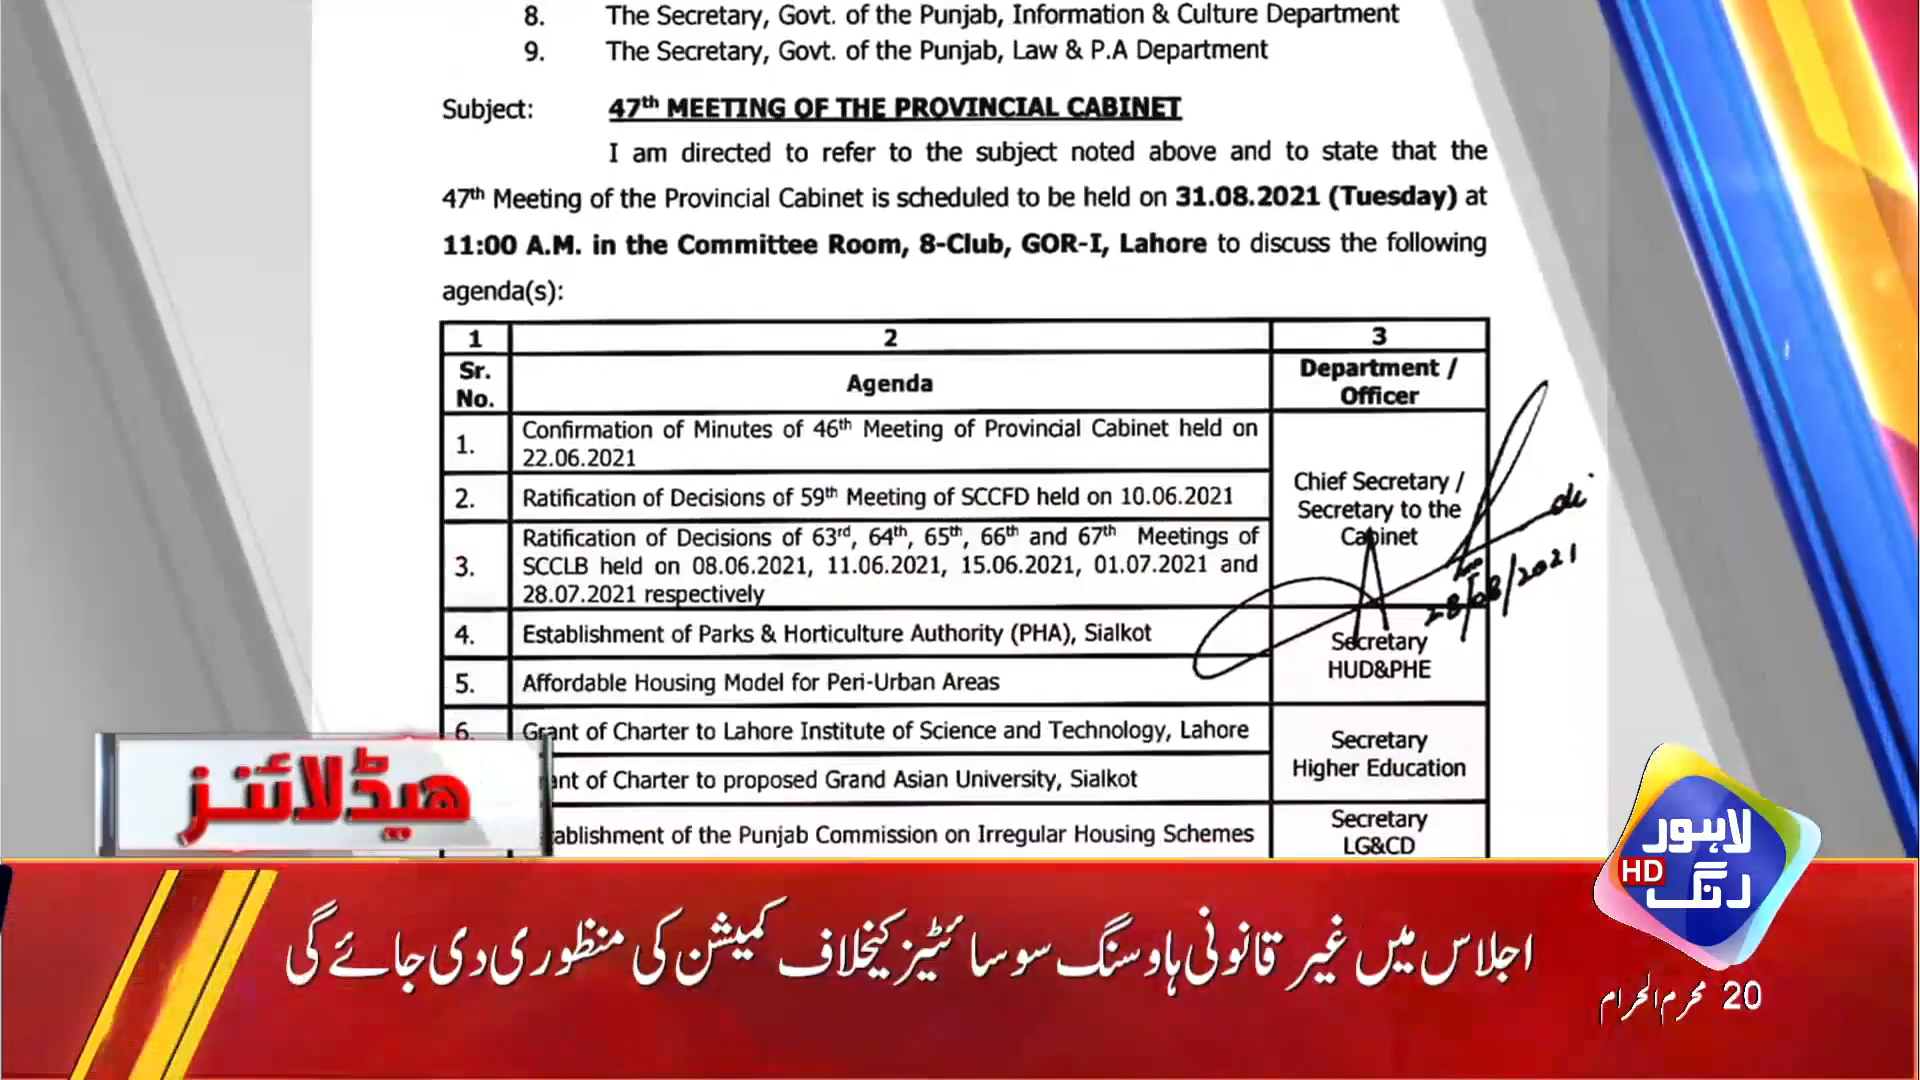 8. The Secretary, Govt. of the Punjab, Information & Culture Department
9. The Secretary, Govt. of the Punjab, Law & P.A Department
Subject: 47th MEETING OF THE PROVINCIAL CABINET
I am directed to refer to the subject noted above and to state that the
47th Meeting of the Provincial Cabinet is scheduled to be held on 31.08.2021 (Tuesday) at
11:00 A.M. in the Committee Room, 8-Club, GOR-I, Lahore to discuss the following
agenda(s):
1 2 3
Sr. No. Agenda Department / Officer
1. Confirmation of Minutes of 46th Meeting of Provincial Cabinet held on
22.06.2021
2. Ratification of Decisions of 59th Meeting of SCCFD held on 10.06.2021
3. Ratification of Decisions of 63rd, 64th, 65th, 66th and 67th Meetings of
SCCLB held on 08.06.2021, 11.06.2021, 15.06.2021, 01.07.2021 and
28.07.2021 respectively
Chief Secretary /
Secretary to the
Cabinet
28/08/2021
4. Establishment of Parks & Horticulture Authority (PHA), Sialkot
5. Affordable Housing Model for Peri-Urban Areas
Secretary
HUD&PHE
6. Grant of Charter to Lahore Institute of Science and Technology, Lahore
ant of Charter to proposed Grand Asian University, Sialkot
Secretary
Higher Education
ablishment of the Punjab Commission on Irregular Housing Schemes
Secretary
LG&CD
ہیڈلائنز
لاہور
رنگ
HD
اجلاس میں غیر قانونی ہاوسنگ سوسائٹیز کیخلاف کمیشن کی منظوری دی جائے گی
20 محرم الحرام